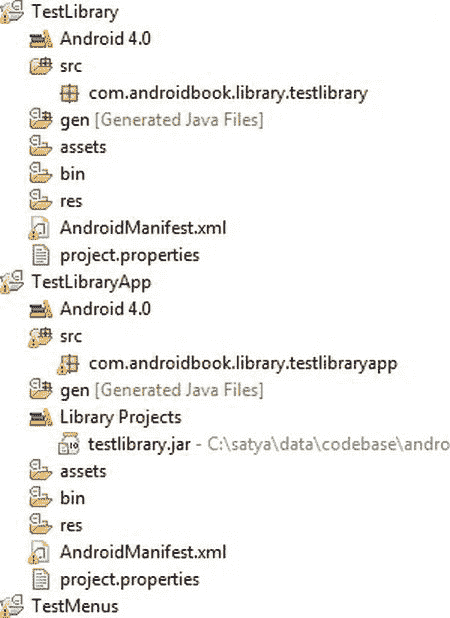 TestLibrary
Android 4.0
src
com.androidbook.library.testlibrary
gen [Generated Java Files]
assets
bin
res
AndroidManifest.xml
project.properties
TestLibraryApp
Android 4.0
src
com.androidbook.library.testlibraryapp
gen [Generated Java Files]
Library Projects
testlibrary.jar - C:\satya\data\codebase\andro
assets
bin
res
AndroidManifest.xml
project.properties
TestMenus